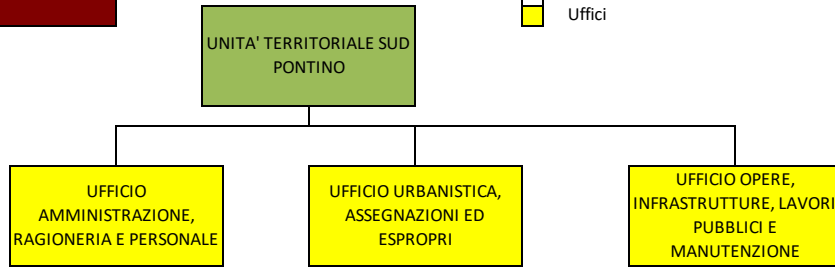 Uffici
UNITA' TERRITORIALE SUD
PONTINO
UFFICIO
AMMINISTRAZIONE,
RAGIONERIA E PERSONALE
UFFICIO URBANISTICA,
ASSEGNAZIONI ED
ESPROPRI
UFFICIO OPERE,
INFRASTRUTTURE, LAVORI
PUBBLICI E
MANUTENZIONE